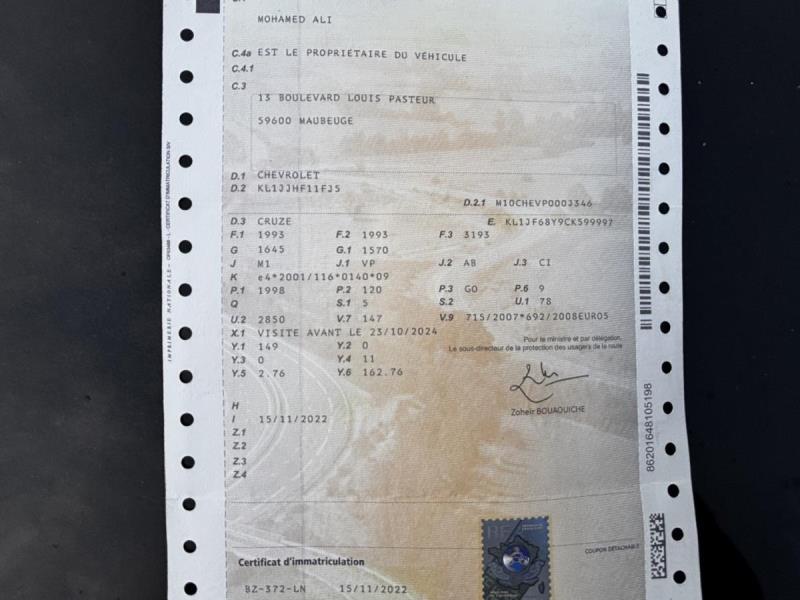 MOHAMED ALI
C.4a EST LE PROPRIÉTAIRE DU VÉHICULE
C.4.1
C.3
13 BOULEVARD LOUIS PASTEUR
59600 MAUBEUGE
D.1 CHEVROLET
D.2 KL1JJHF11FJ5
D.2.1 M10CHEVP000J346
D.3 CRUZE E. KL1JF68Y9CK599997
F.1 1993 F.2 1993 F.3 3193
G 1645 G.1 1570
J M1 J.1 VP J.2 AB J.3 CI
K e4*2001/116*0140*09
P.1 1998 P.2 120 P.3 GO P.6 9
Q S.1 5 S.2 U.1 78
U.2 2850 V.7 147 V.9 715/2007*692/2008EURO5
X.1 VISITE AVANT LE 23/10/2024
Y.1 149 Y.2 0
Y.3 0 Y.4 11
Y.5 2.76 Y.6 162.76
Pour le ministre et par délégation,
Le sous-directeur de la protection des usagers de la route
Zoheir BOUAOUICHE
H
I 15/11/2022
Z.1
Z.2
Z.3
Z.4
COUPON DÉTACHABLE
Certificat d'immatriculation
BZ-372-LN 15/11/2022
86201648105198